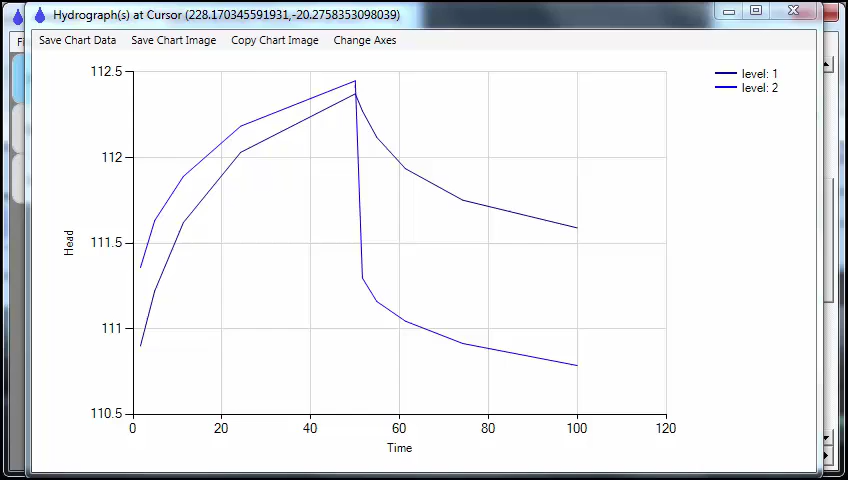 Hydrograph(s) at Cursor (228.170345591931,-20.2758353098039)
Fi
Save Chart Data Save Chart Image Copy Chart Image Change Axes
112.5
112
111.5
111
110.5
Head
0 20 40 60 80 100 120
Time
level: 1
level: 2